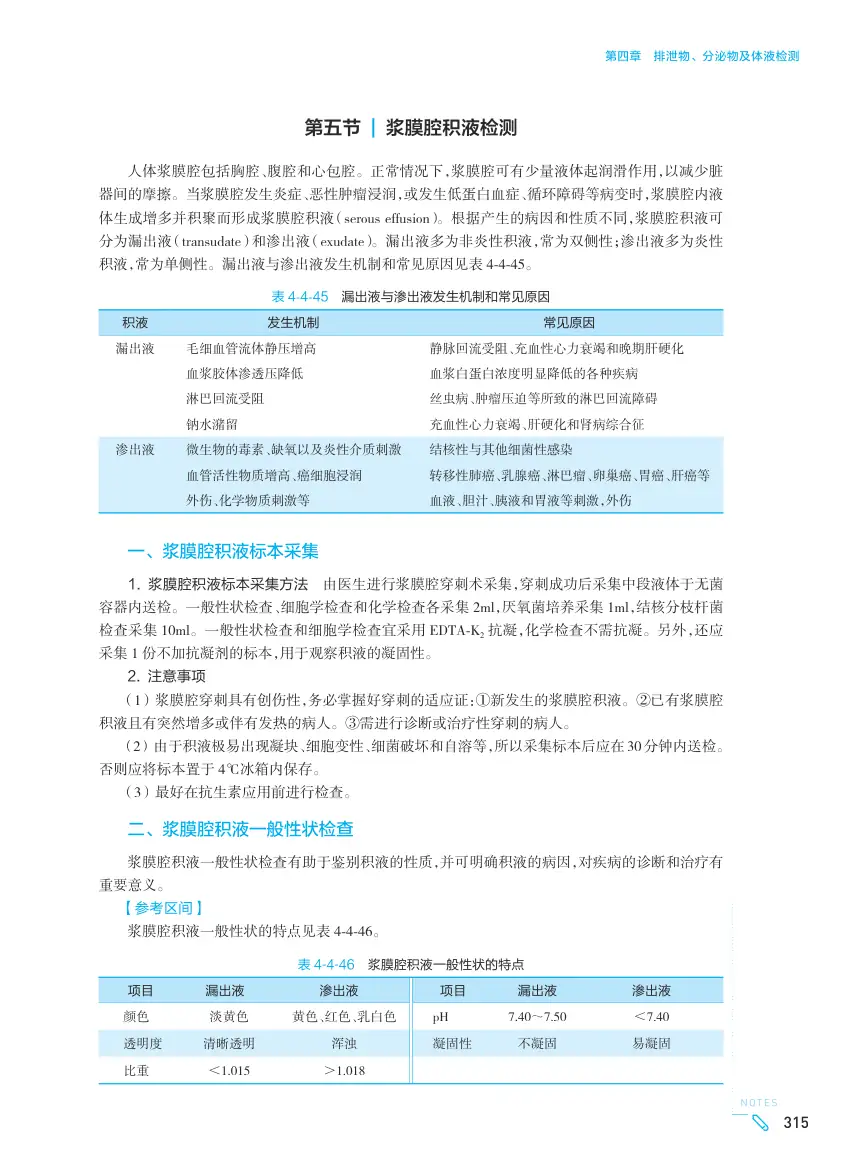 第四章 排泄物、分泌物及体液检测
第五节 | 浆膜腔积液检测
人体浆膜腔包括胸腔、腹腔和心包腔。正常情况下,浆膜腔可有少量液体起润滑作用,以减少脏
器间的摩擦。当浆膜腔发生炎症、恶性肿瘤浸润,或发生低蛋白血症、循环障碍等病变时,浆膜腔内液
体生成增多并积聚而形成浆膜腔积液(serous effusion)。根据产生的病因和性质不同,浆膜腔积液可
分为漏出液(transudate)和渗出液(exudate)。漏出液多为非炎性积液,常为双侧性;渗出液多为炎性
积液,常为单侧性。漏出液与渗出液发生机制和常见原因见表 4-4-45。
表 4-4-45 漏出液与渗出液发生机制和常见原因
积液 发生机制 常见原因
漏出液 毛细血管流体静压增高 静脉回流受阻、充血性心力衰竭和晚期肝硬化
血浆胶体渗透压降低 血浆白蛋白浓度明显降低的各种疾病
淋巴回流受阻 丝虫病、肿瘤压迫等所致的淋巴回流障碍
钠水潴留 充血性心力衰竭、肝硬化和肾病综合征
渗出液 微生物的毒素、缺氧以及炎性介质刺激 结核性与其他细菌性感染
血管活性物质增高、癌细胞浸润 转移性肺癌、乳腺癌、淋巴瘤、卵巢癌、胃癌、肝癌等
外伤、化学物质刺激等 血液、胆汁、胰液和胃液等刺激,外伤
一、浆膜腔积液标本采集
1. 浆膜腔积液标本采集方法 由医生进行浆膜腔穿刺术采集,穿刺成功后采集中段液体于无菌
容器内送检。一般性状检查、细胞学检查和化学检查各采集 2ml,厌氧菌培养采集 1ml,结核分枝杆菌
检查采集 10ml。一般性状检查和细胞学检查宜采用 EDTA-K₂ 抗凝,化学检查不需抗凝。另外,还应
采集 1 份不加抗凝剂的标本,用于观察积液的凝固性。
2. 注意事项
(1)浆膜腔穿刺具有创伤性,务必掌握好穿刺的适应证:①新发生的浆膜腔积液。②已有浆膜腔
积液且有突然增多或伴有发热的病人。③需进行诊断或治疗性穿刺的病人。
(2)由于积液极易出现凝块、细胞变性、细菌破坏和自溶等,所以采集标本后应在 30 分钟内送检。
否则应将标本置于 4℃冰箱内保存。
(3)最好在抗生素应用前进行检查。
二、浆膜腔积液一般性状检查
浆膜腔积液一般性状检查有助于鉴别积液的性质,并可明确积液的病因,对疾病的诊断和治疗有
重要意义。
【参考区间】
浆膜腔积液一般性状的特点见表 4-4-46。
表 4-4-46 浆膜腔积液一般性状的特点
项目 漏出液 渗出液 项目 漏出液 渗出液
颜色 淡黄色 黄色、红色、乳白色 pH 7.40~7.50 <7.40
透明度 清晰透明 浑浊 凝固性 不凝固 易凝固
比重 <1.015 >1.018
NOTES
315